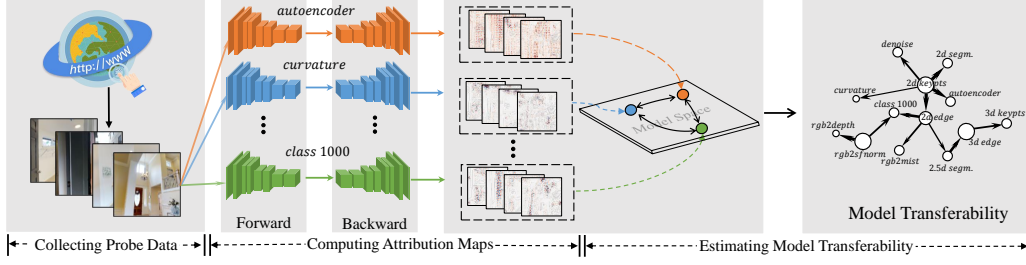 http://www
autoencoder
curvature
class 1000
Forward
Backward
Model Space
denoise
2d segm.
2d keypts
curvature
autoencoder
class 1000
2d edge
3d keypts
rgb2depth
3d edge
rgb2sfnorm
rgb2mist
2.5d segm.
Model Transferability
Collecting Probe Data
Computing Attribution Maps
Estimating Model Transferability